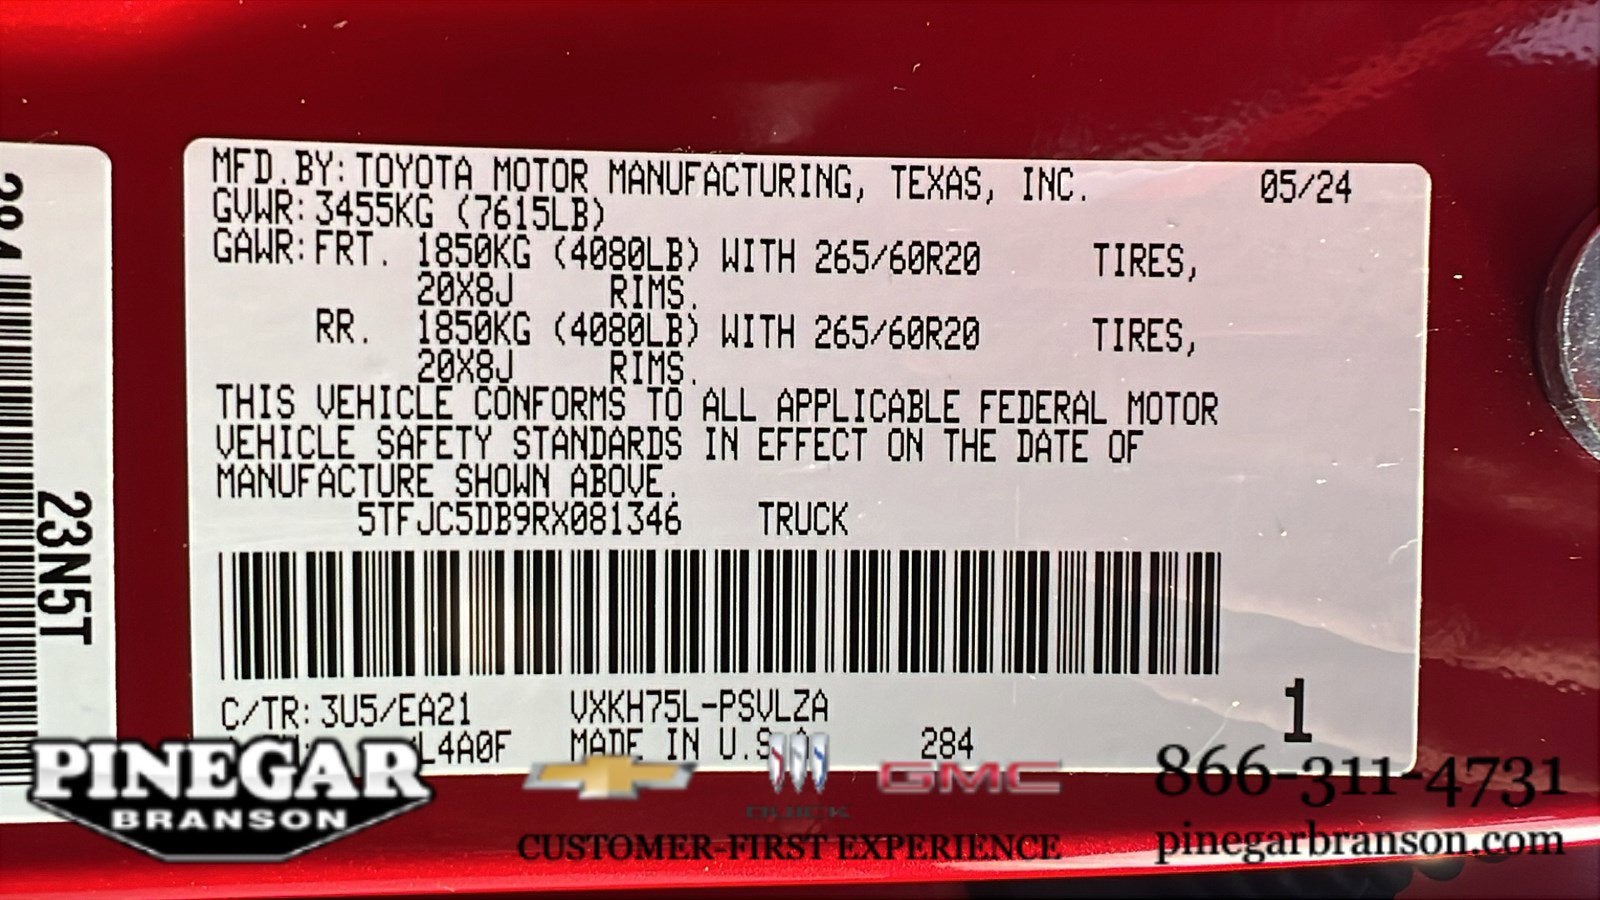 MFD.BY: TOYOTA MOTOR MANUFACTURING, TEXAS, INC. 05/24
GVWR: 3455KG (7615LB)
GAWR: FRT. 1850KG (4080LB) WITH 265/60R20 TIRES,
20X8J RIMS.
RR. 1850KG (4080LB) WITH 265/60R20 TIRES,
20X8J RIMS.
THIS VEHICLE CONFORMS TO ALL APPLICABLE FEDERAL MOTOR
VEHICLE SAFETY STANDARDS IN EFFECT ON THE DATE OF
MANUFACTURE SHOWN ABOVE.
5TFJC5DB9RX081346 TRUCK
C/TR: 3U5/EA21 VXKH75L-PSVLZA 1
L4A0F MADE IN U.S.A. 284
23N5T
PINEGAR
BRANSON
BUICK
GMC
CUSTOMER-FIRST EXPERIENCE
866-311-4731
pinegarbranson.com